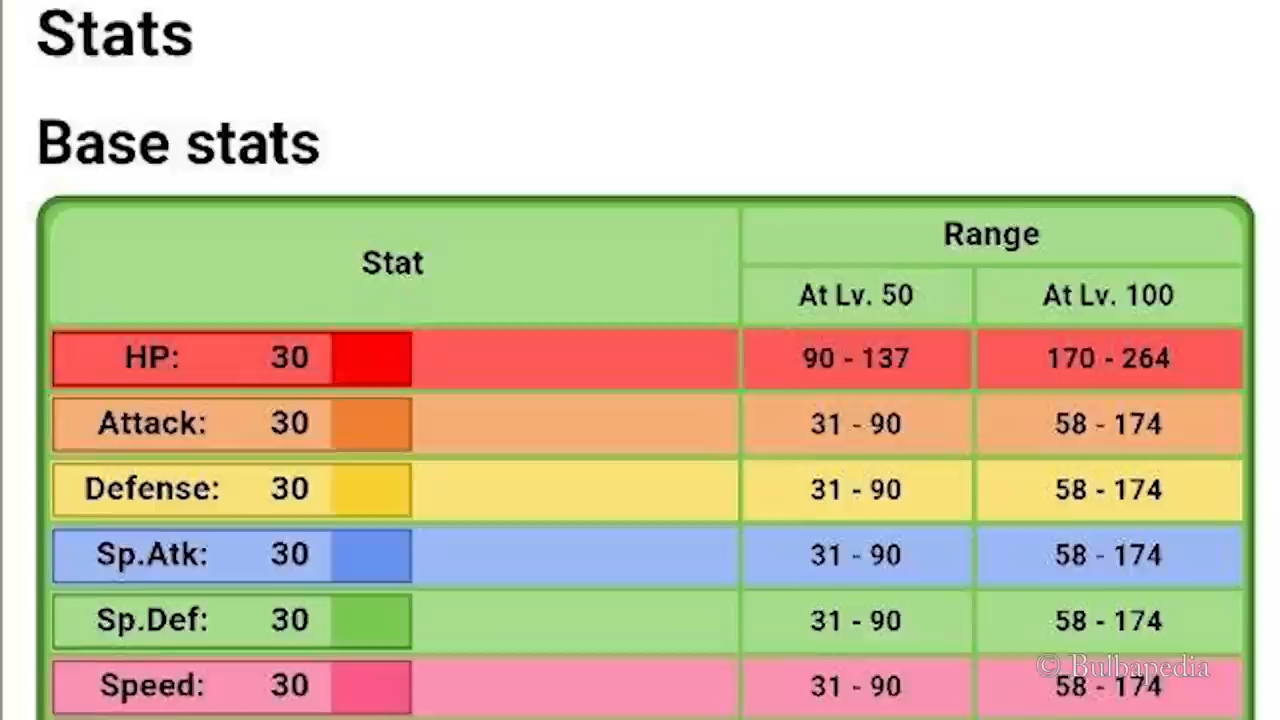 Stats
Base stats
Stat
Range
At Lv. 50 At Lv. 100
HP: 30 90 - 137 170 - 264
Attack: 30 31 - 90 58 - 174
Defense: 30 31 - 90 58 - 174
Sp.Atk: 30 31 - 90 58 - 174
Sp.Def: 30 31 - 90 58 - 174
Speed: 30 31 - 90 58 - 174
© Bulbapedia